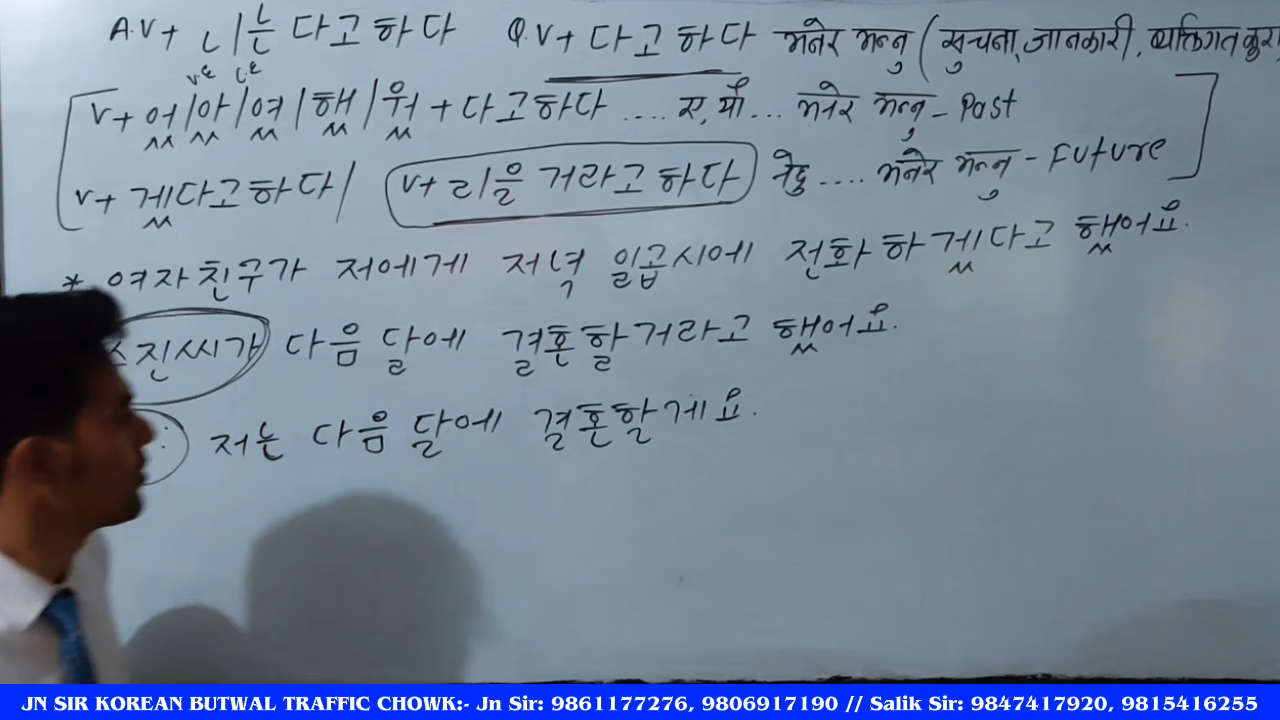 A.V + ㄴ/는 다고하다 Q.V + 다고하다 भनेर भन्नु (सुचना, जानकारी, व्यक्तिगत कुरा
VE CE
V + 었/았/였/했/웠 + 다고하다 .... ए, यौ ... भनेर भन्नु - Past
V + 겠다고하다 / V + ㄹ/을 거라고 하다 नेछु .... भनेर भन्नु - Future
* 여자친구가 저에게 저녁 일곱시에 전화 하겠다고 했어요.
진씨가 다음 달에 결혼할거라고 했어요.
: 저는 다음 달에 결혼할게요.
JN SIR KOREAN BUTWAL TRAFFIC CHOWK:- Jn Sir: 9861177276, 9806917190 // Salik Sir: 9847417920, 9815416255